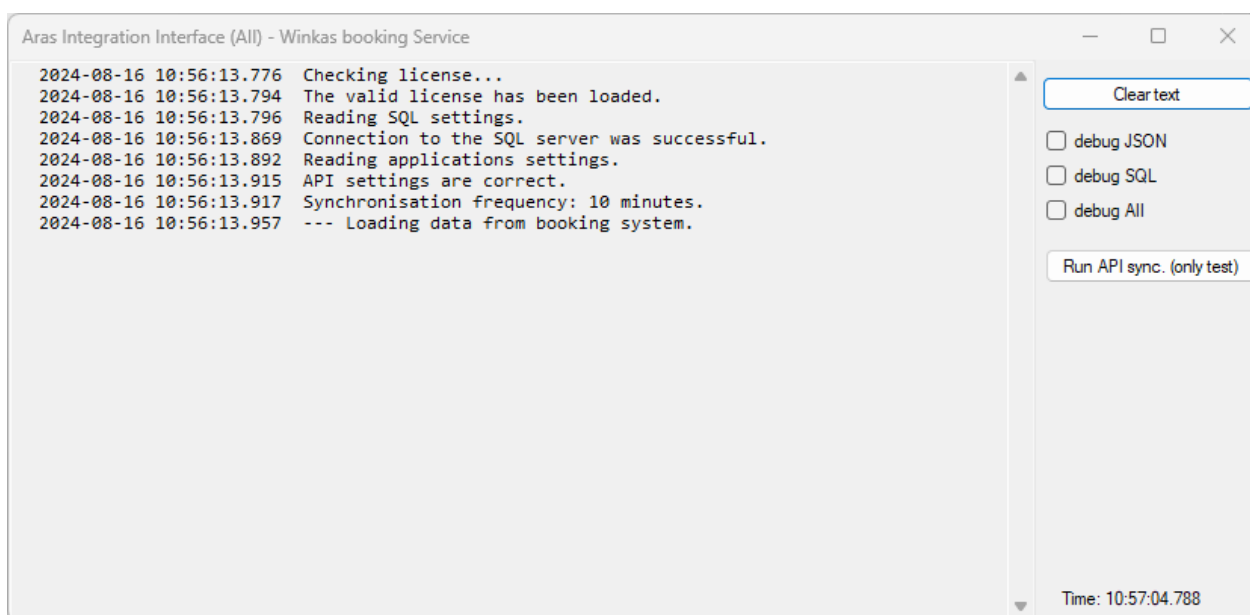 Aras Integration Interface (All) - Winkas booking Service
2024-08-16 10:56:13.776 Checking license...
2024-08-16 10:56:13.794 The valid license has been loaded.
2024-08-16 10:56:13.796 Reading SQL settings.
2024-08-16 10:56:13.869 Connection to the SQL server was successful.
2024-08-16 10:56:13.892 Reading applications settings.
2024-08-16 10:56:13.915 API settings are correct.
2024-08-16 10:56:13.917 Synchronisation frequency: 10 minutes.
2024-08-16 10:56:13.957 --- Loading data from booking system.
Clear text
debug JSON
debug SQL
debug All
Run API sync. (only test)
Time: 10:57:04.788